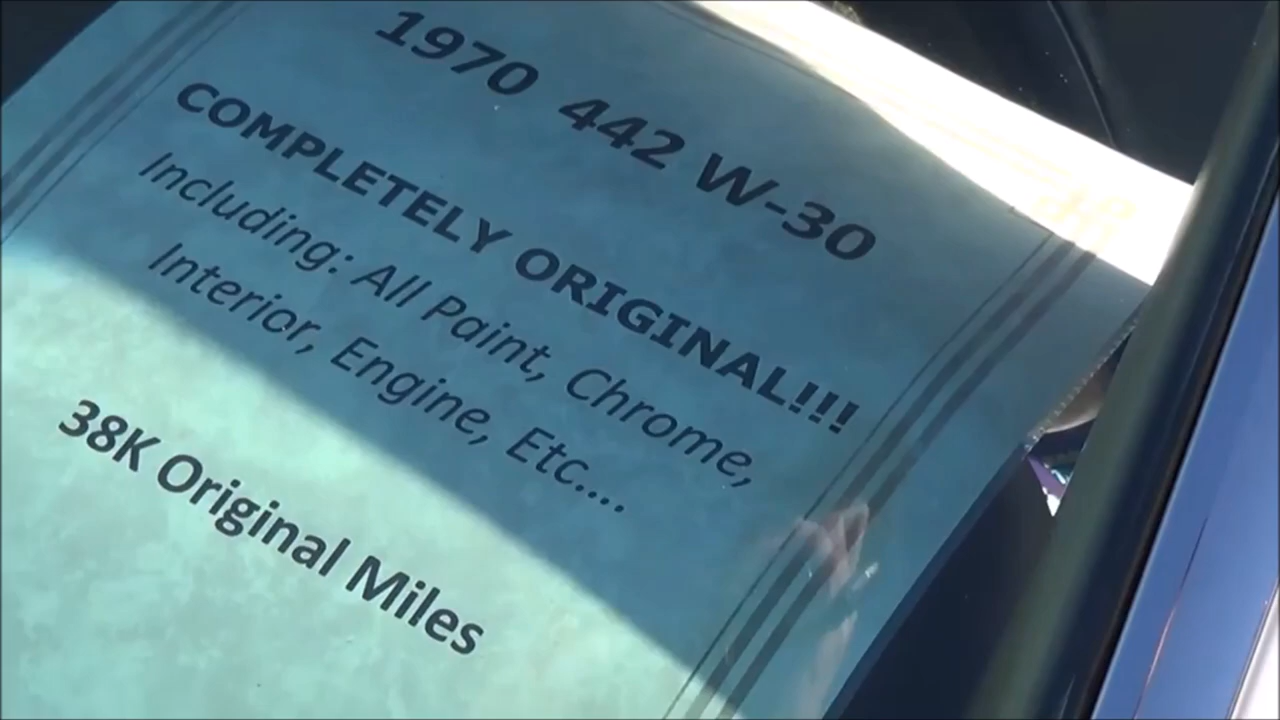 1970 442 W-30
COMPLETELY ORIGINAL!!!
Including: All Paint, Chrome,
Interior, Engine, Etc....
38K Original Miles